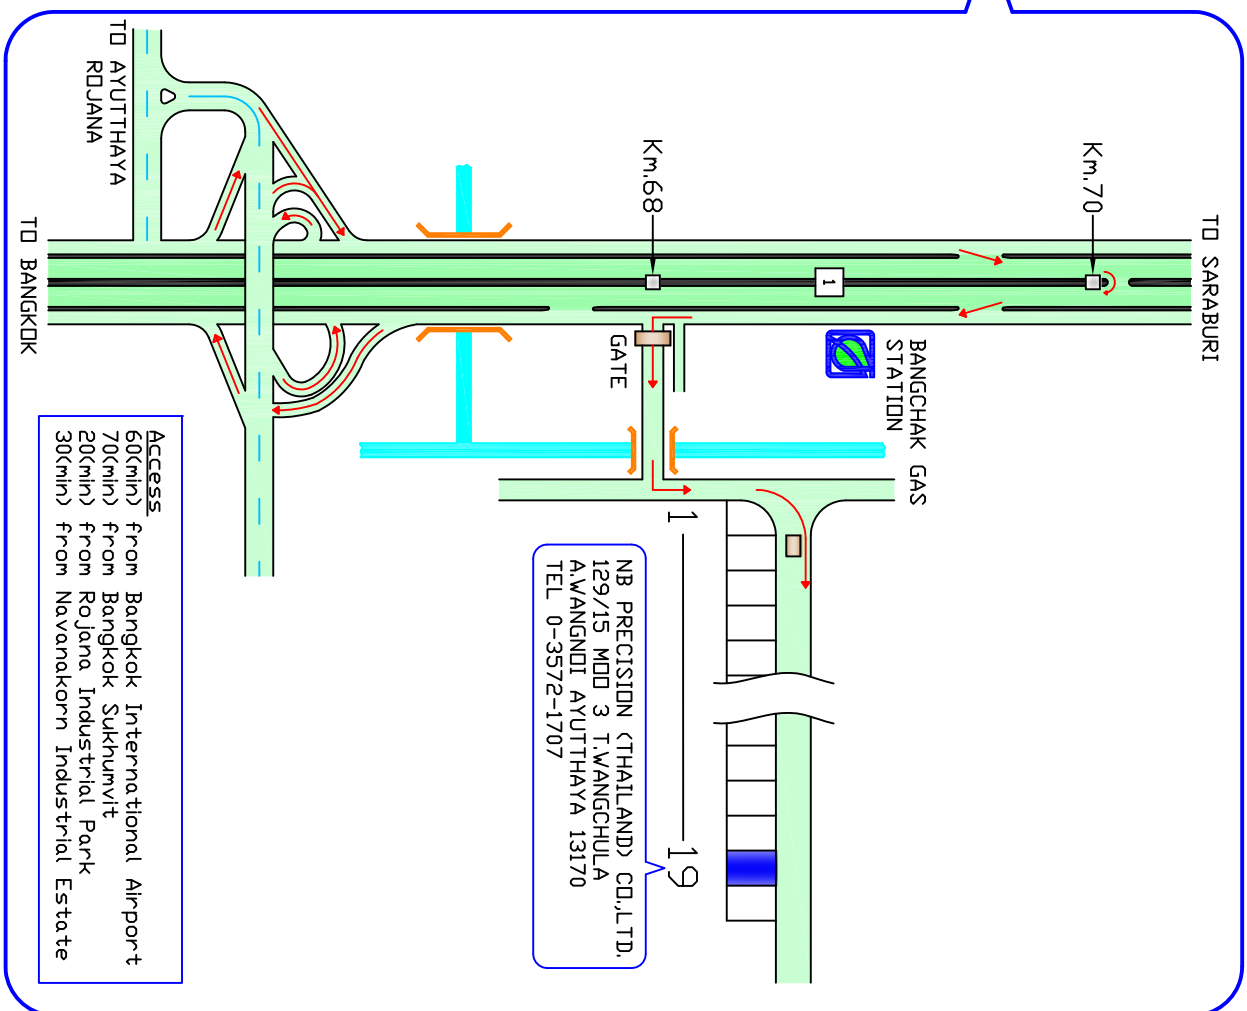 TO SARABURI
Km.70
BANGCHAK GAS
STATION
1
Km.68
GATE
TO AYUTTHAYA
ROJANA
TO BANGKOK
1
19
NB PRECISION (THAILAND) CO.,LTD.
129/15 MOO 3 T.WANGCHULA
A.WANGNOI AYUTTHAYA 13170
TEL 0-3572-1707
Access
60(min) from Bangkok International Airport
70(min) from Bangkok Sukhumvit
20(min) from Rojana Industrial Park
30(min) from Navanakorn Industrial Estate